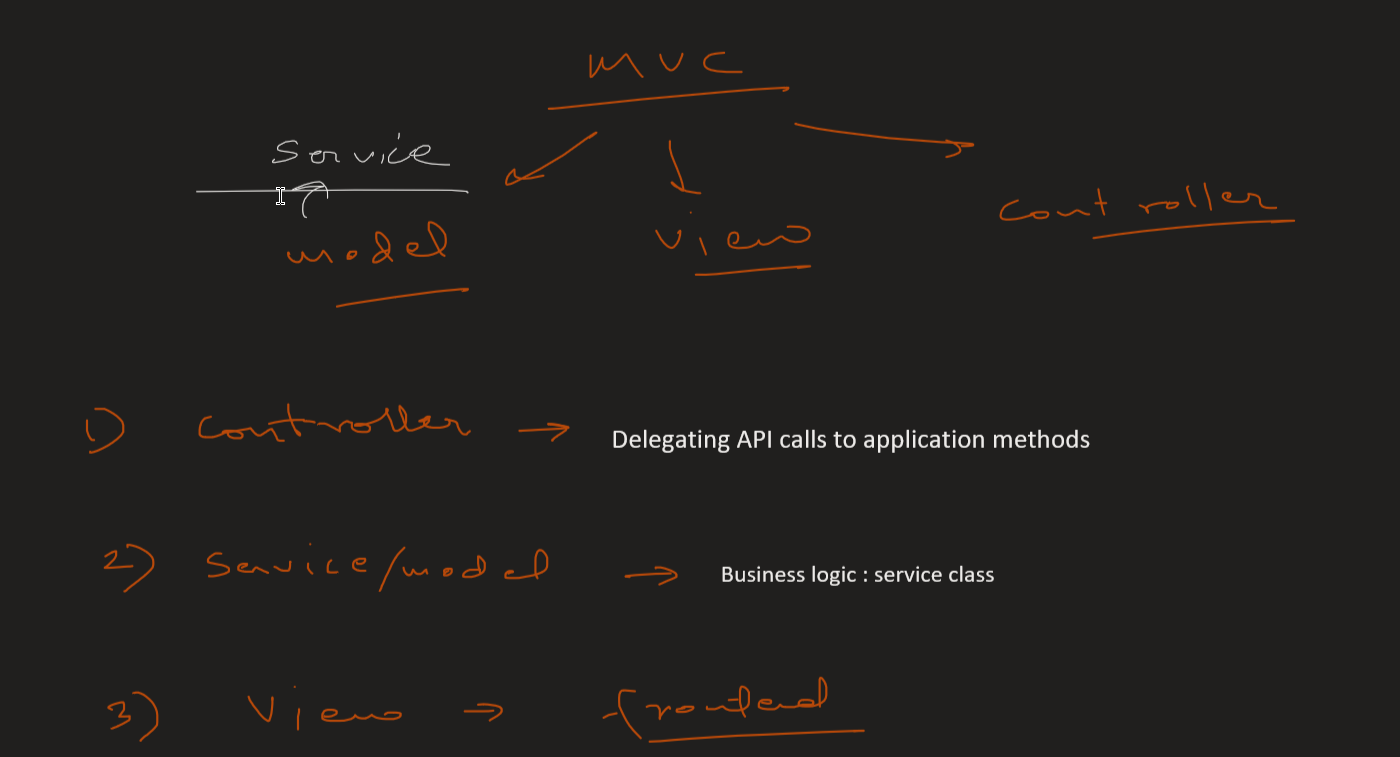 MVC
Service
model
View
Controller
1) Controller → Delegating API calls to application methods
2) Service/model → Business logic : service class
3) View → frontend